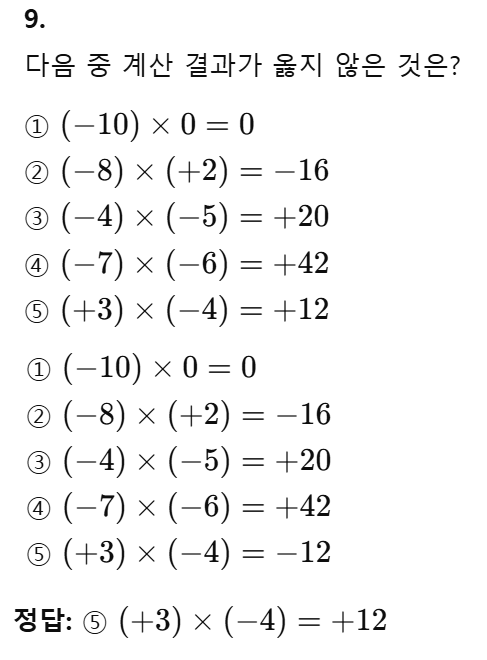 9.
다음 중 계산 결과가 옳지 않은 것은?
① (−10) × 0 = 0
② (−8) × (+2) = −16
③ (−4) × (−5) = +20
④ (−7) × (−6) = +42
⑤ (+3) × (−4) = +12
① (−10) × 0 = 0
② (−8) × (+2) = −16
③ (−4) × (−5) = +20
④ (−7) × (−6) = +42
⑤ (+3) × (−4) = −12
정답: ⑤ (+3) × (−4) = +12